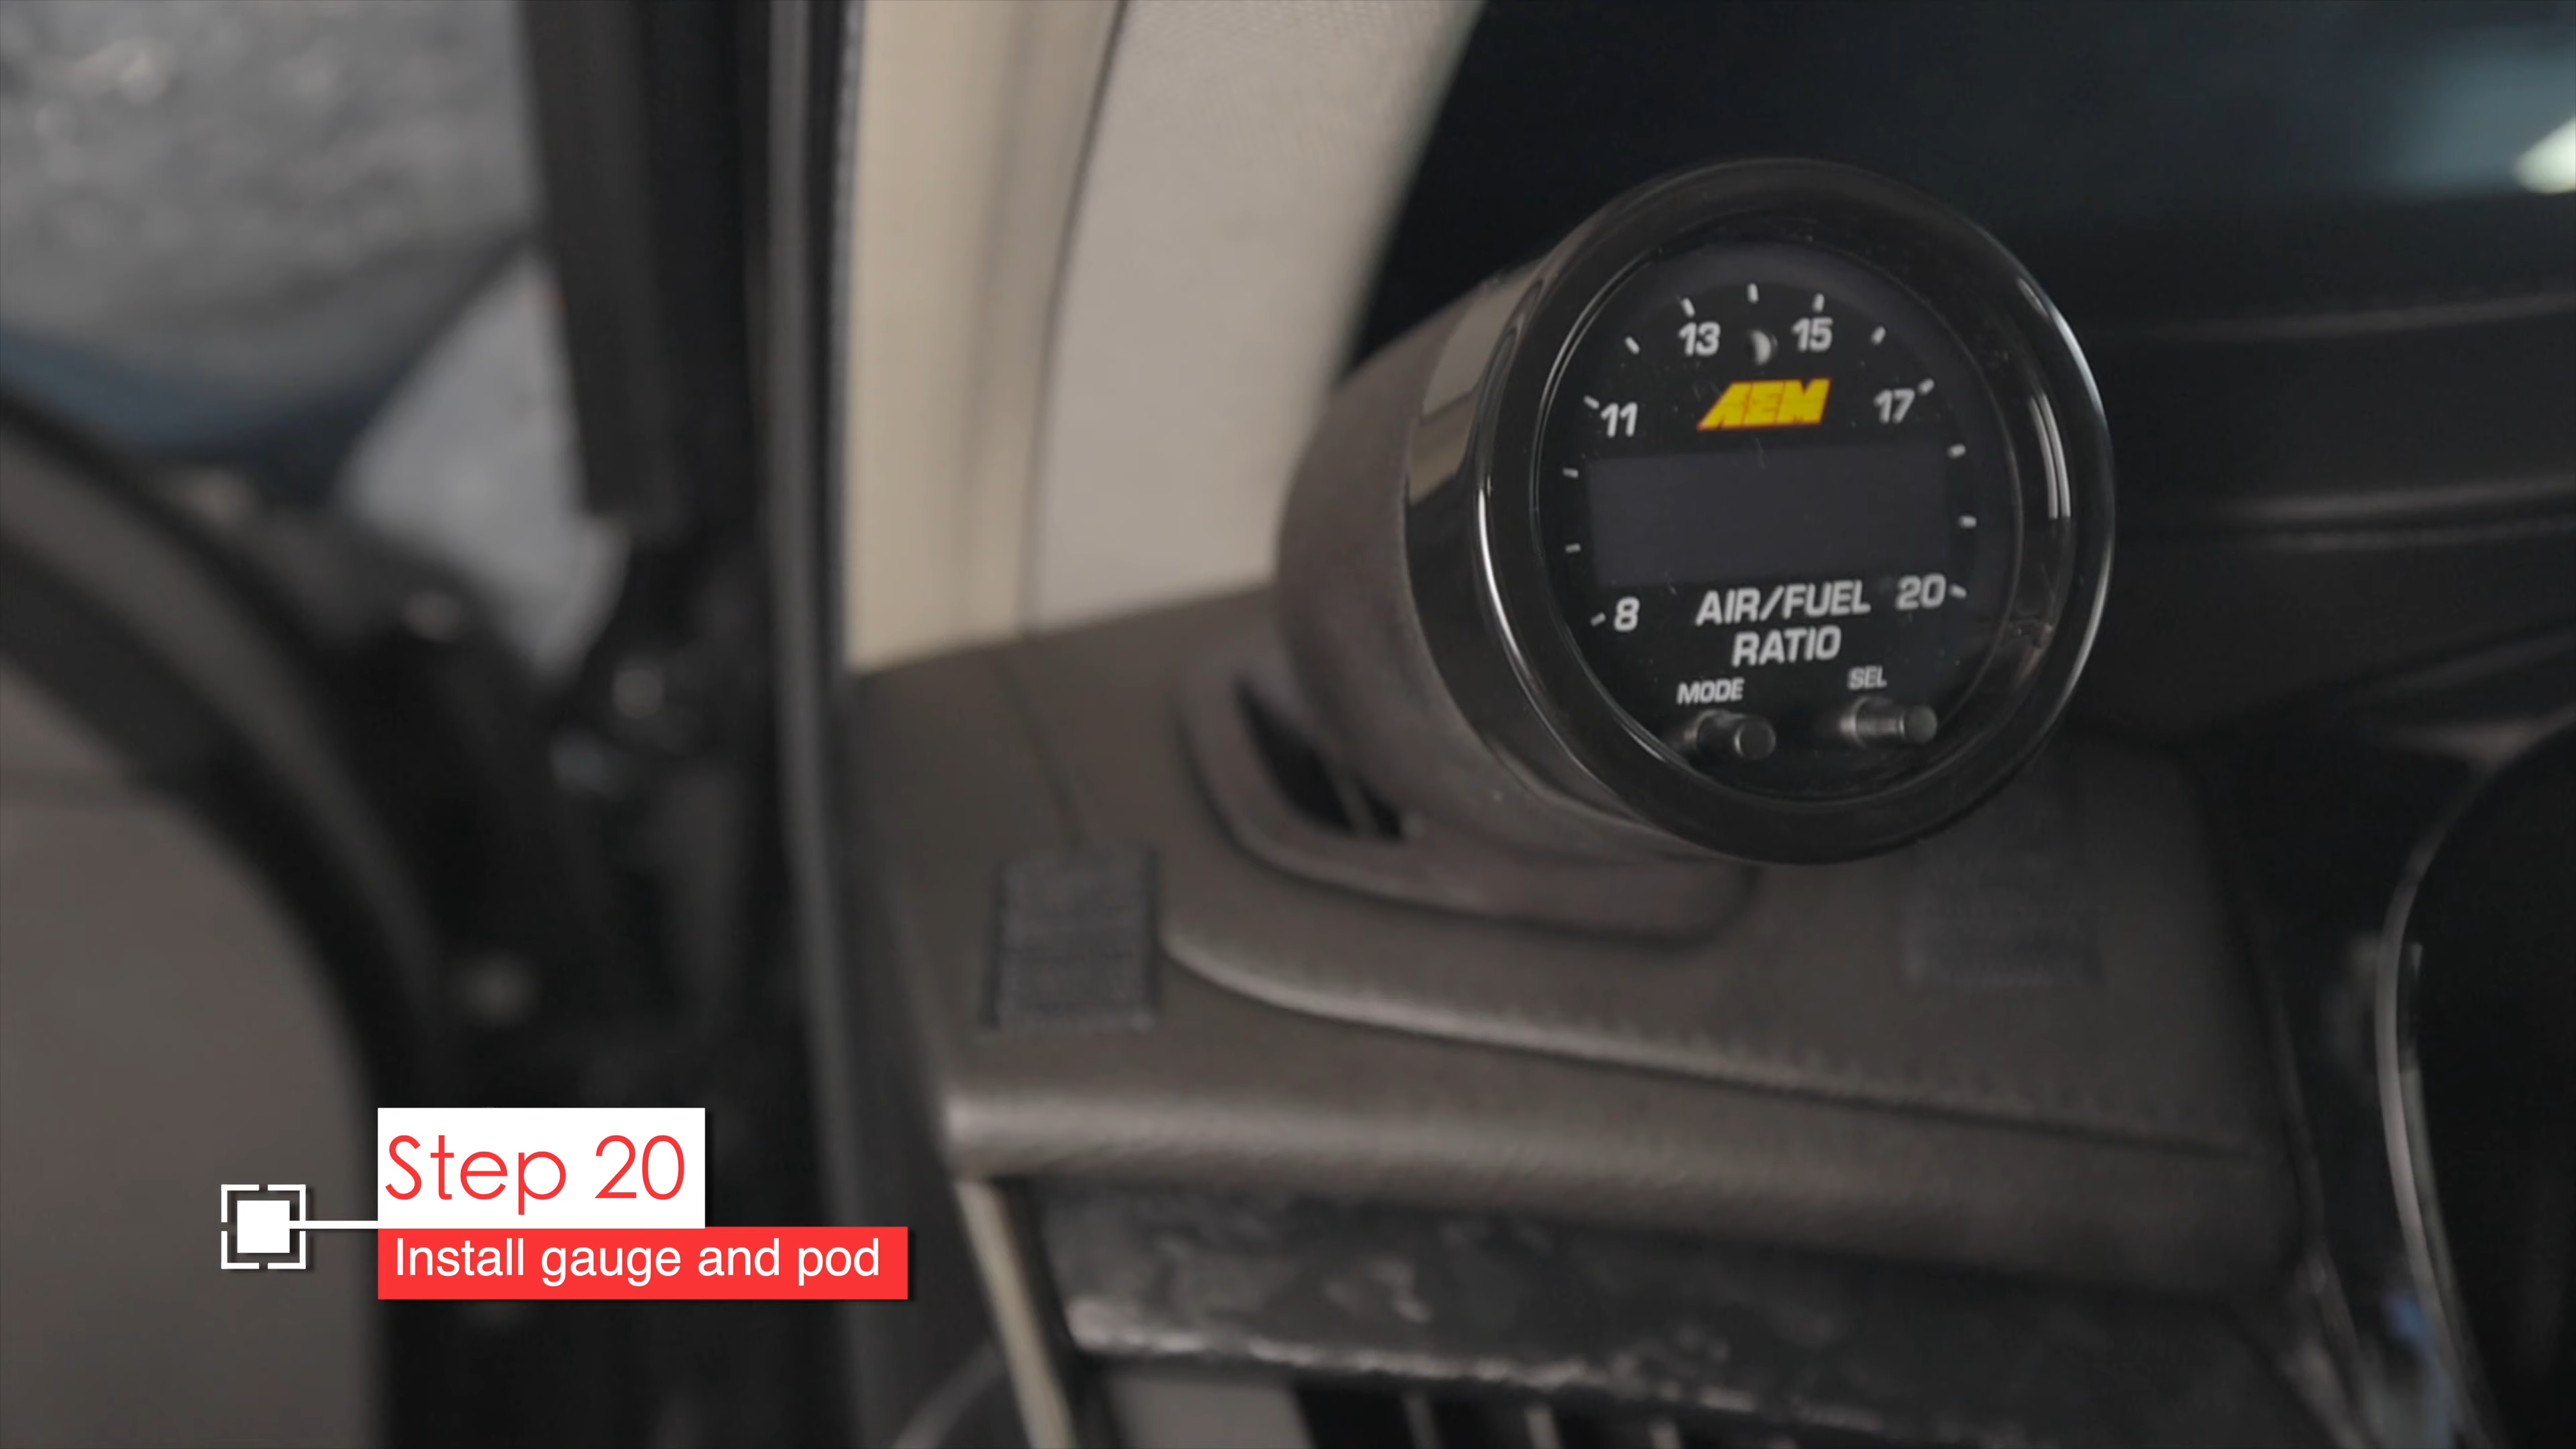 13 15
AEM
11 17
8 AIR/FUEL 20
RATIO
MODE SEL
Step 20
Install gauge and pod